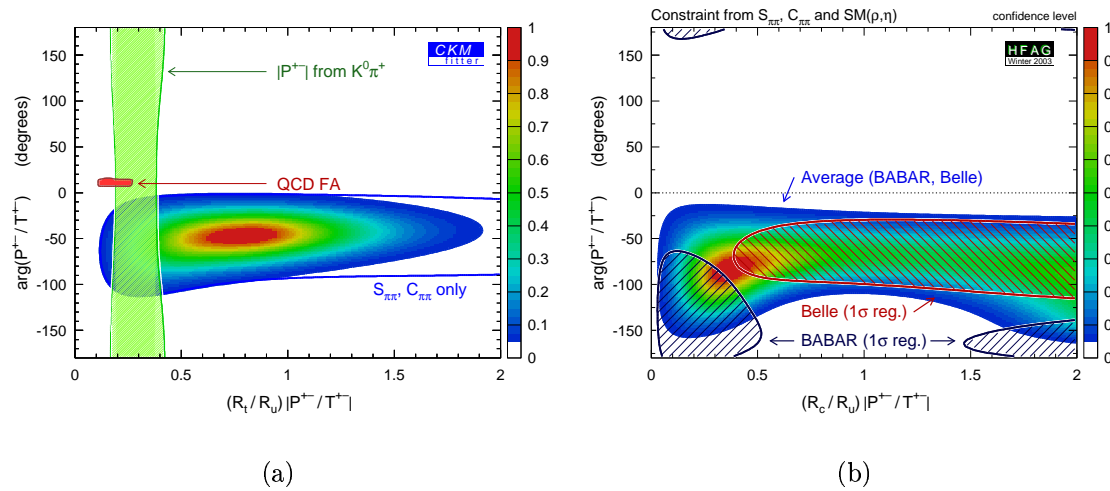 Constraint from Sππ, Cππ and SM(ρ,η)
confidence level
150
100
50
0
-50
-100
-150
arg(P+−/T+−) (degrees)
0
0.5
1
1.5
2
(Rt/Ru) |P+−/T+−|
CKM
fitter
|P+−| from K0π+
QCD FA
Sππ, Cππ only
1
0.9
0.8
0.7
0.6
0.5
0.4
0.3
0.2
0.1
0
(a)
150
100
50
0
-50
-100
-150
arg(P+−/T+−) (degrees)
0
0.5
1
1.5
2
(Rc/Ru) |P+−/T+−|
HFAG
Winter 2003
Average (BABAR, Belle)
Belle (1σ reg.)
BABAR (1σ reg.)
(b)